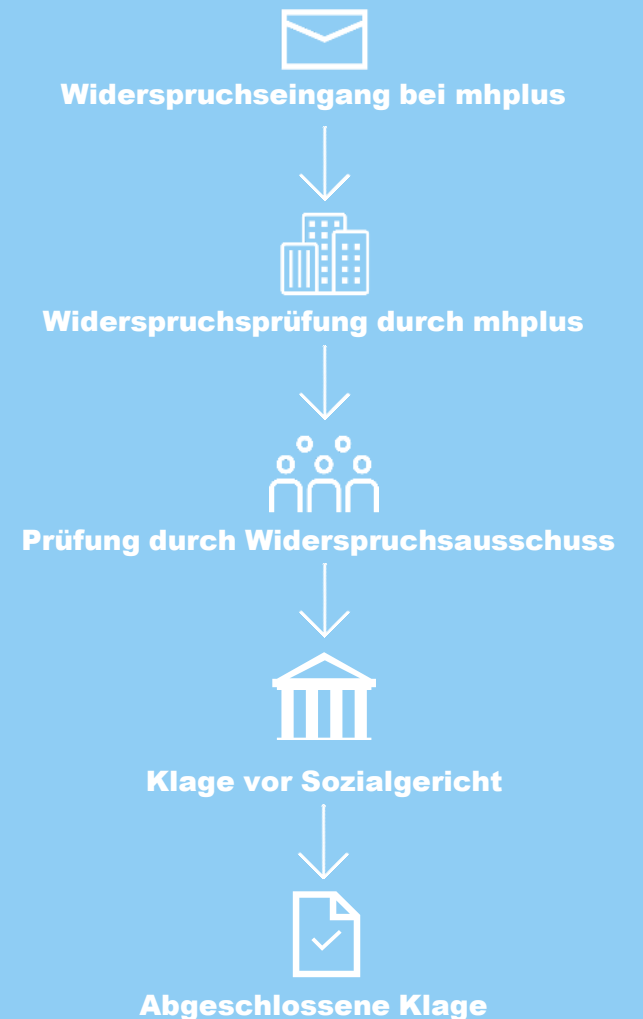 Widerspruchseingang bei mhplus
Widerspruchsprüfung durch mhplus
Prüfung durch Widerspruchsausschuss
Klage vor Sozialgericht
Abgeschlossene Klage